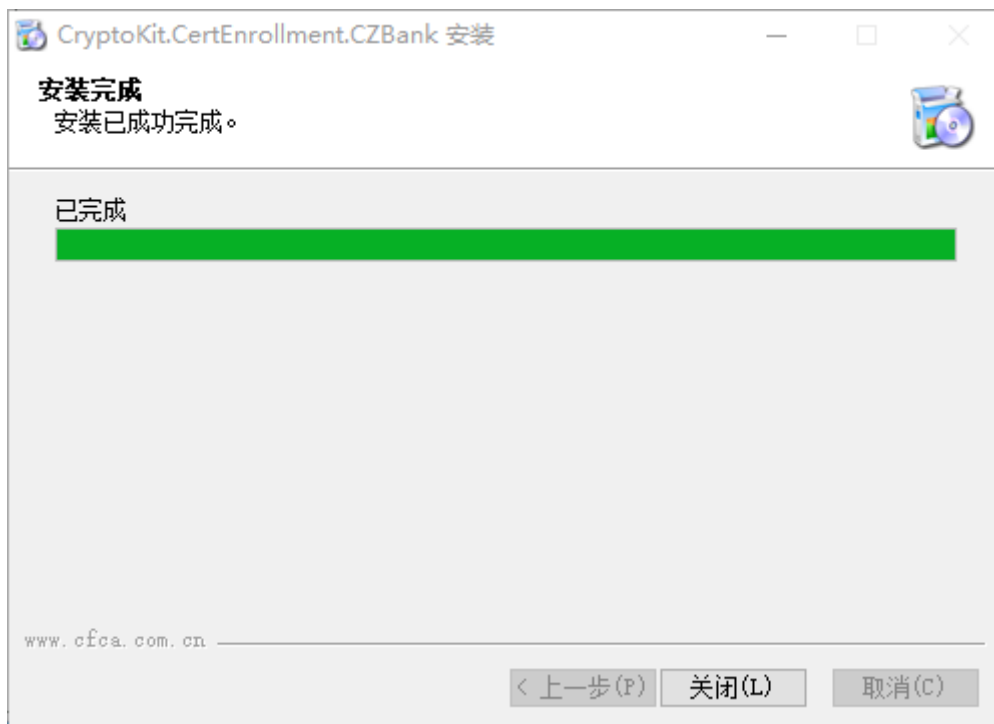 CryptoKit.CertEnrollment.CZBank 安装
安装完成
安装已成功完成。
已完成
www.cfca.com.cn
< 上一步(P) 关闭(L) 取消(C)